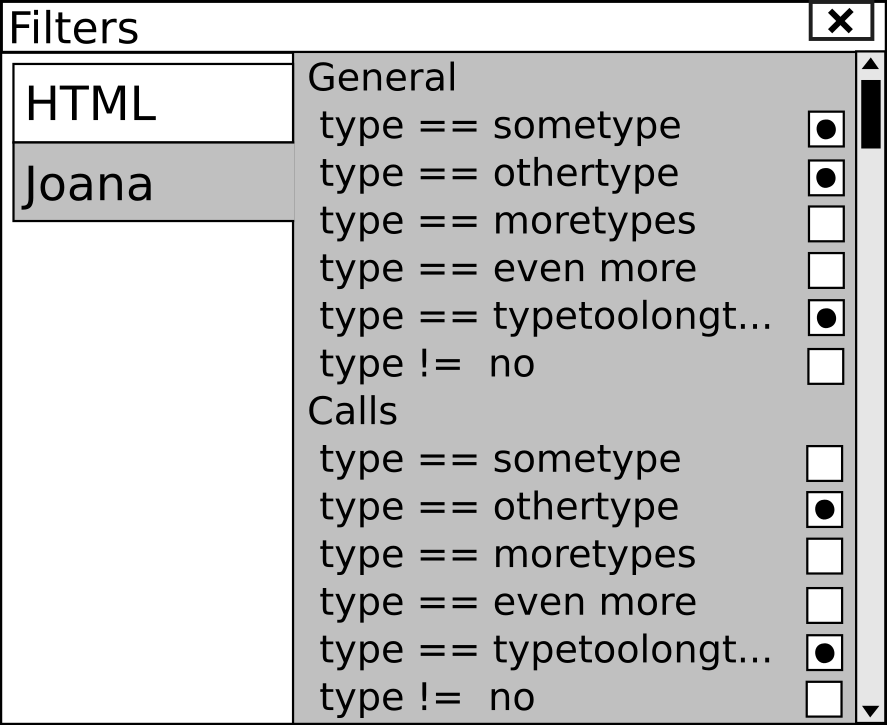 Filters
HTML
Joana
General
type == sometype
type == othertype
type == moretypes
type == even more
type == typetoolongt...
type != no
Calls
type == sometype
type == othertype
type == moretypes
type == even more
type == typetoolongt...
type != no